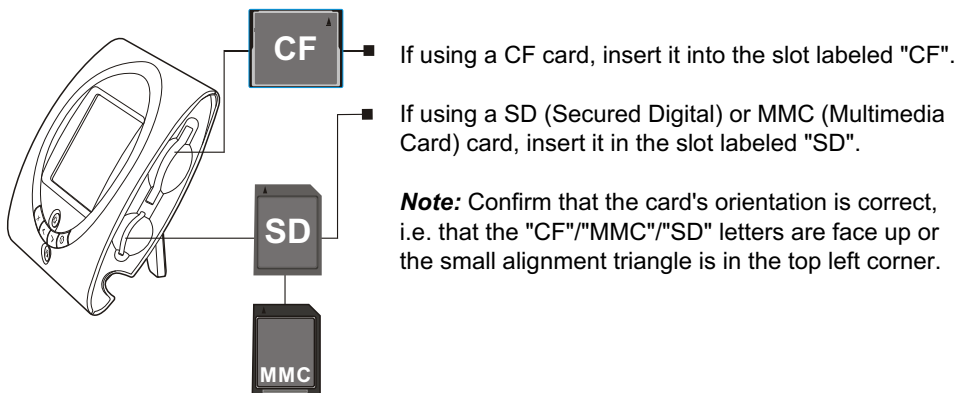 CF
If using a CF card, insert it into the slot labeled "CF".
If using a SD (Secured Digital) or MMC (Multimedia
Card) card, insert it in the slot labeled "SD".
SD
Note: Confirm that the card's orientation is correct,
i.e. that the "CF"/"MMC"/"SD" letters are face up or
the small alignment triangle is in the top left corner.
MMC